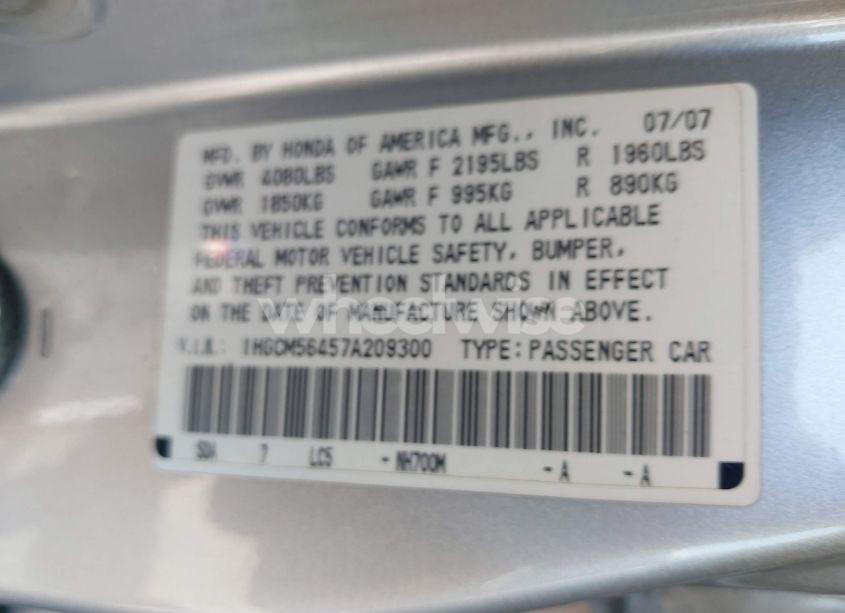 MFD. BY HONDA OF AMERICA MFG., INC. 07/07
GVWR 4080LBS GAWR F 2195LBS R 1960LBS
GVWR 1850KG GAWR F 995KG R 890KG
THIS VEHICLE CONFORMS TO ALL APPLICABLE
FEDERAL MOTOR VEHICLE SAFETY, BUMPER,
AND THEFT PREVENTION STANDARDS IN EFFECT
ON THE DATE OF MANUFACTURE SHOWN ABOVE.
wheelwise
V.I.N.: 1HGCM56457A209300 TYPE: PASSENGER CAR
SDA 7 LC5 - NH700M - A - A